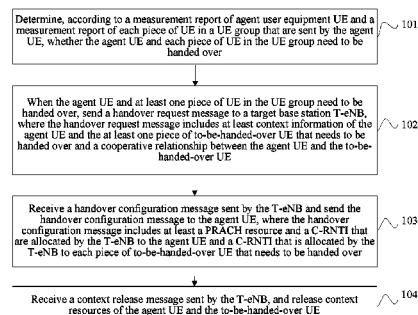 Determine, according to a measurement report of agent user equipment UE and a
measurement report of each piece of UE in a UE group that are sent by the agent
UE, whether the agent UE and each piece of UE in the UE group need to be
handed over
101
When the agent UE and at least one piece of UE in the UE group need to be
handed over, send a handover request message to a target base station T-eNB,
where the handover request message includes at least context information of the
agent UE and the at least one piece of to-be-handed-over UE that needs to be
handed over and a cooperative relationship between the agent UE and the to-be-
handed-over UE
102
Receive a handover configuration message sent by the T-eNB and send the
handover configuration message to the agent UE, where the handover
configuration message includes at least a PRACH resource and a C-RNTI that
are allocated by the T-eNB to the agent UE and a C-RNTI that is allocated by the
T-eNB to each piece of to-be-handed-over UE that needs to be handed over
103
Receive a context release message sent by the T-eNB, and release context
resources of the agent UE and the to-be-handed-over UE
104